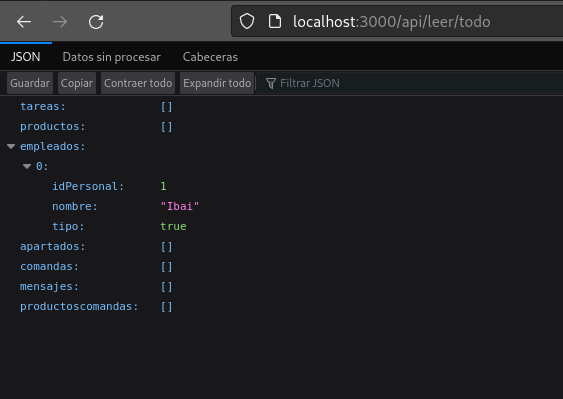 localhost:3000/api/leer/todo
JSON Datos sin procesar Cabeceras
Guardar Copiar Contraer todo Expandir todo Filtrar JSON
tareas: []
productos: []
empleados:
0:
idPersonal: 1
nombre: "Ibai"
tipo: true
apartados: []
comandas: []
mensajes: []
productoscomandas: []